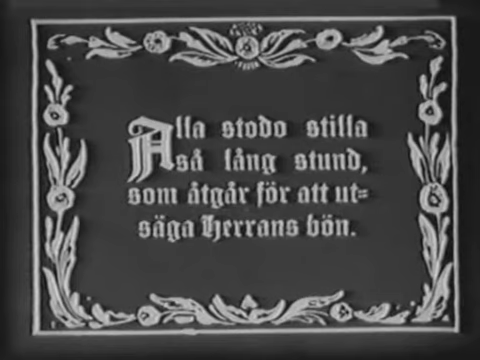 Alla stodo stilla
så lång stund,
som åtgår för att ut=
säga Herrans bön.